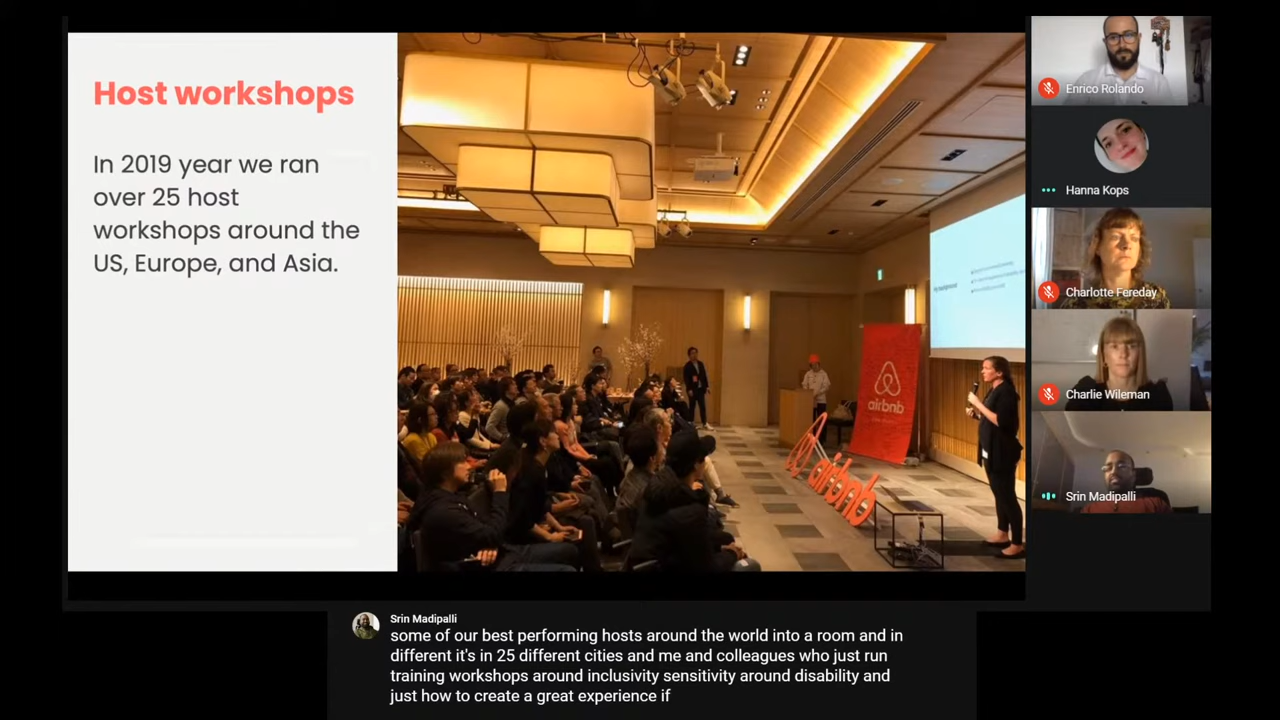 Host workshops
In 2019 year we ran
over 25 host
workshops around the
US, Europe, and Asia.
airbnb
airbnb
Enrico Rolando
Hanna Kops
Charlotte Fereday
Charlie Wileman
Srin Madipalli
Srin Madipalli
some of our best performing hosts around the world into a room and in
different it's in 25 different cities and me and colleagues who just run
training workshops around inclusivity sensitivity around disability and
just how to create a great experience if